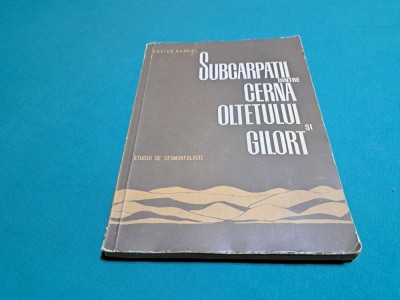 SUBCARPAȚII
DINTRE
CERNA
OLTEȚULUI
ȘI
GILORT
STUDIU DE GEOMORFOLOGIE